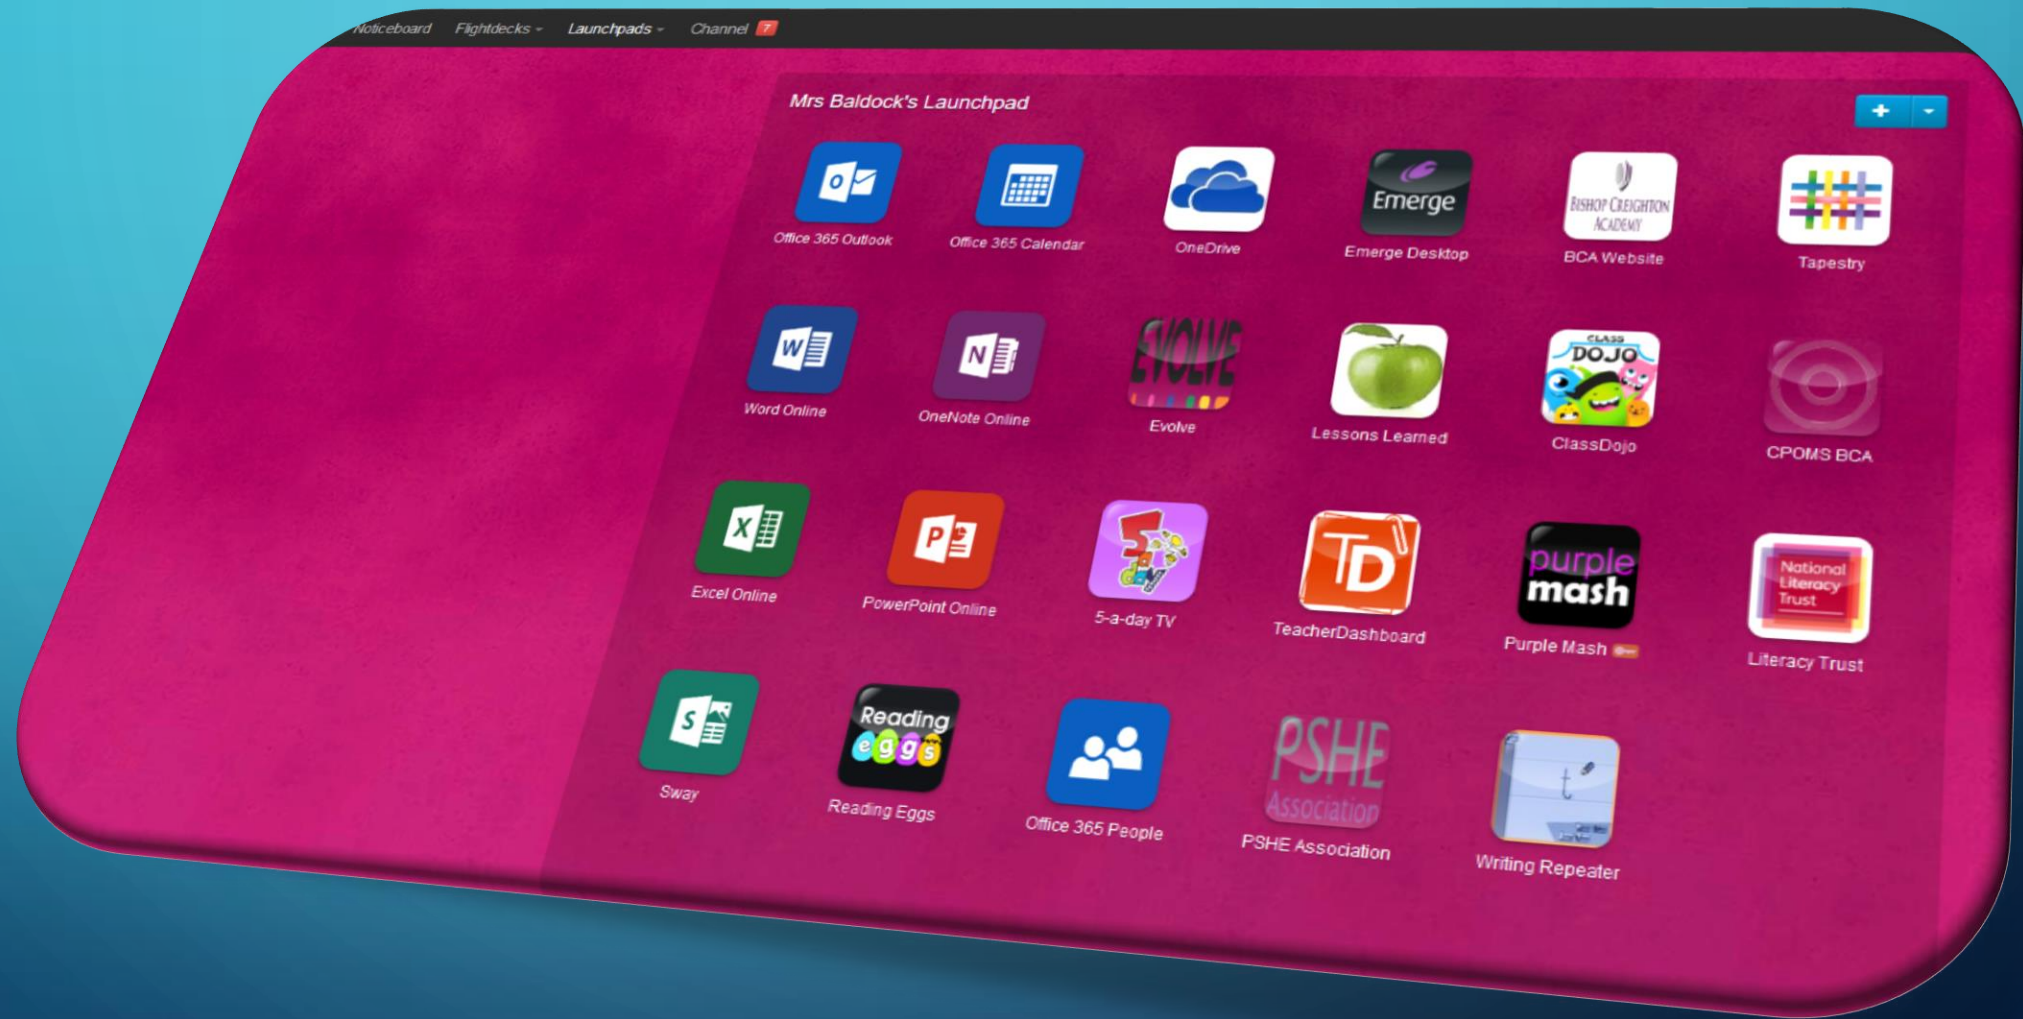 Noticeboard Flightdecks Launchpads Channel 7
Mrs Baldock's Launchpad
Emerge
BISHOP CREIGHTON
ACADEMY
Office 365 Outlook Office 365 Calendar OneDrive Emerge Desktop BCA Website Tapestry
EVOLVE
CLASS
DOJO
Word Online OneNote Online Evolve Lessons Learned ClassDojo CPOMS BCA
5 a day
TD
purple
mash
National
Literacy
Trust
Excel Online PowerPoint Online 5-a-day TV TeacherDashboard Purple Mash Literacy Trust
Reading
eggs
PSHE
Association
t
Sway Reading Eggs Office 365 People PSHE Association Writing Repeater